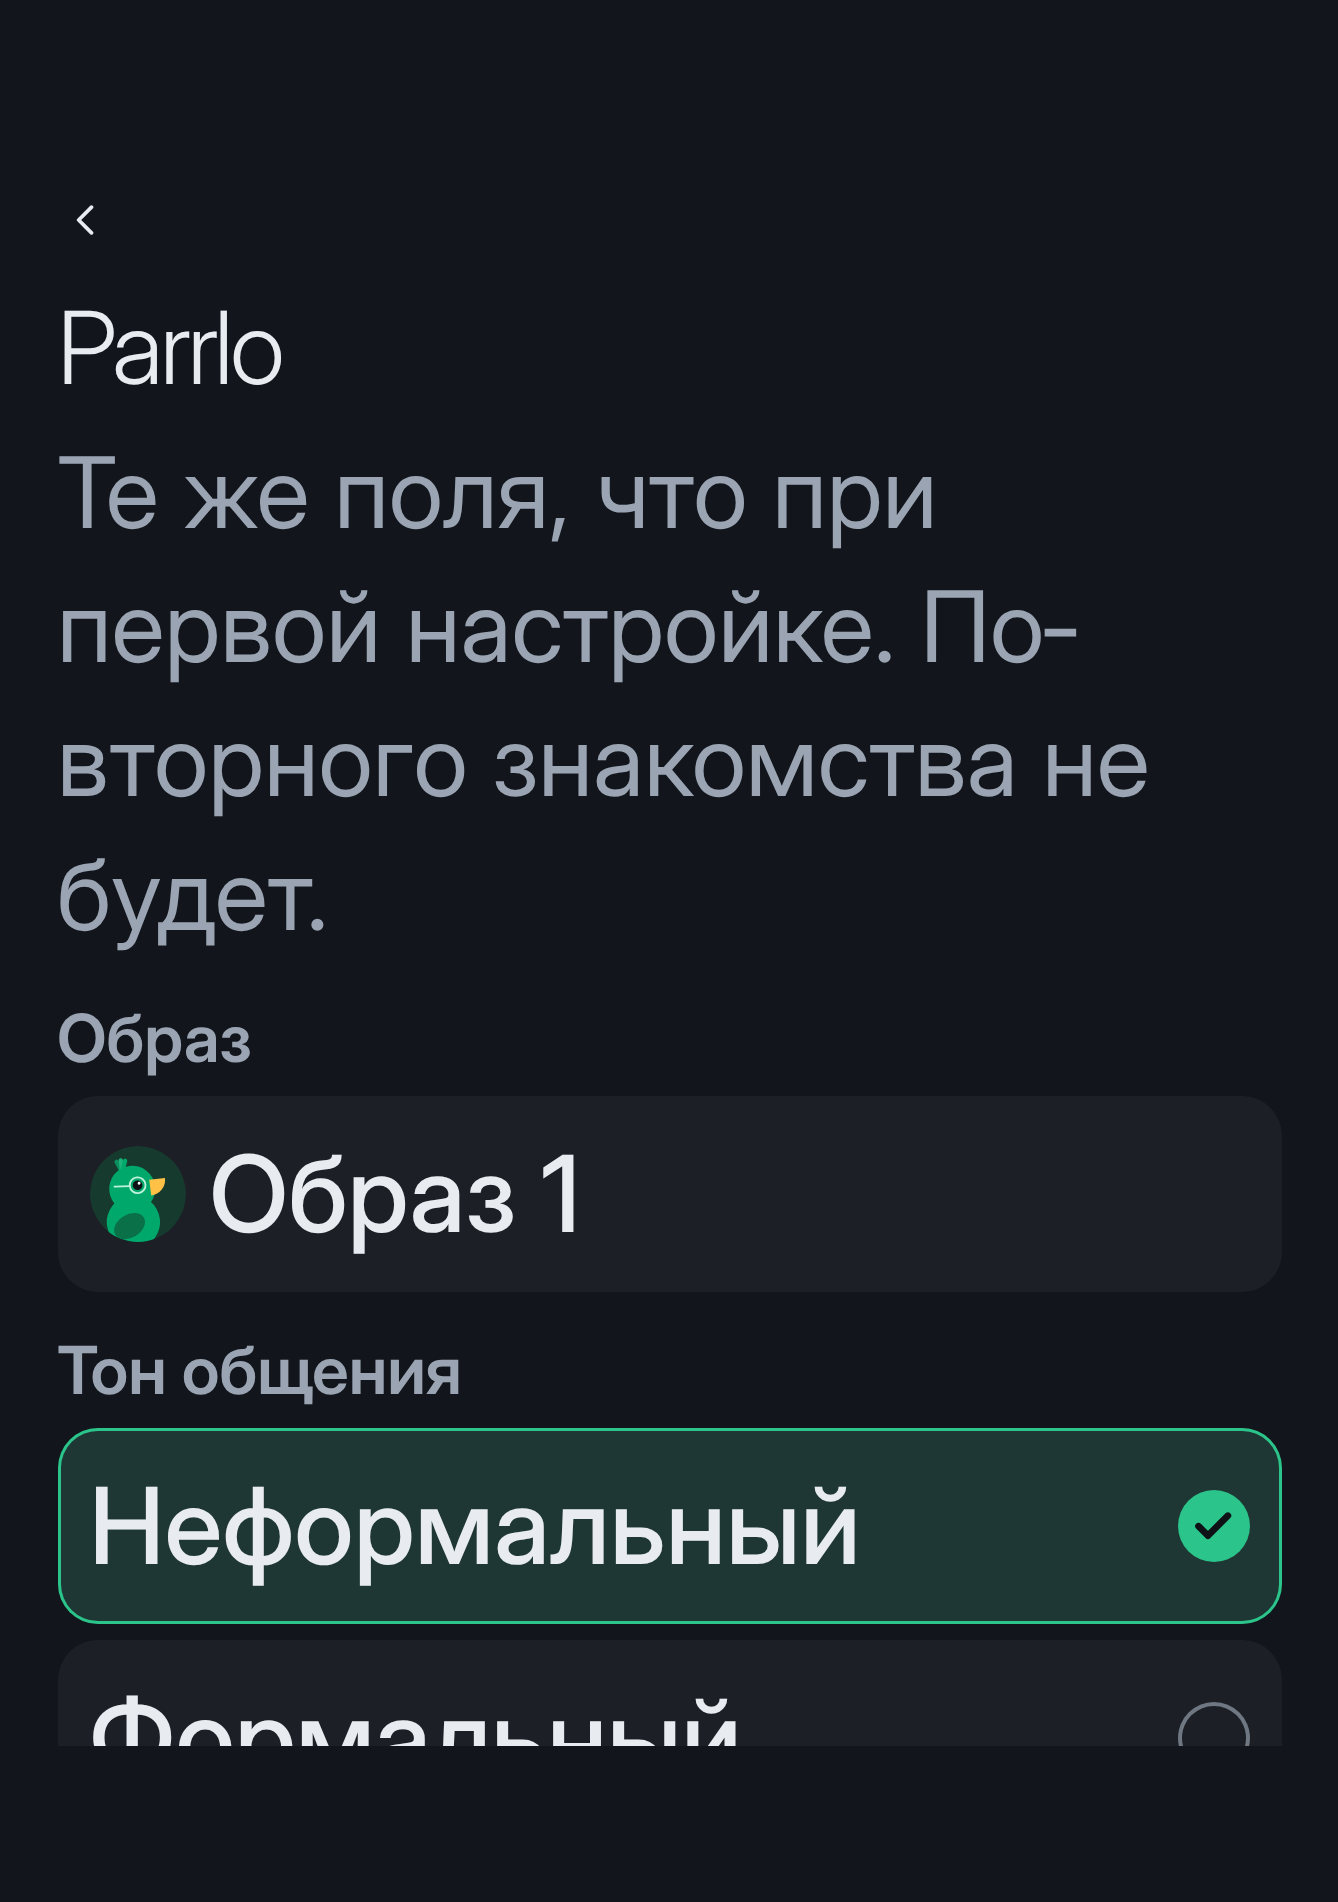 Parrlo
Те же поля, что при
первой настройке. По-
вторного знакомства не
будет.
Образ
Образ 1
Тон общения
Неформальный
Формальный